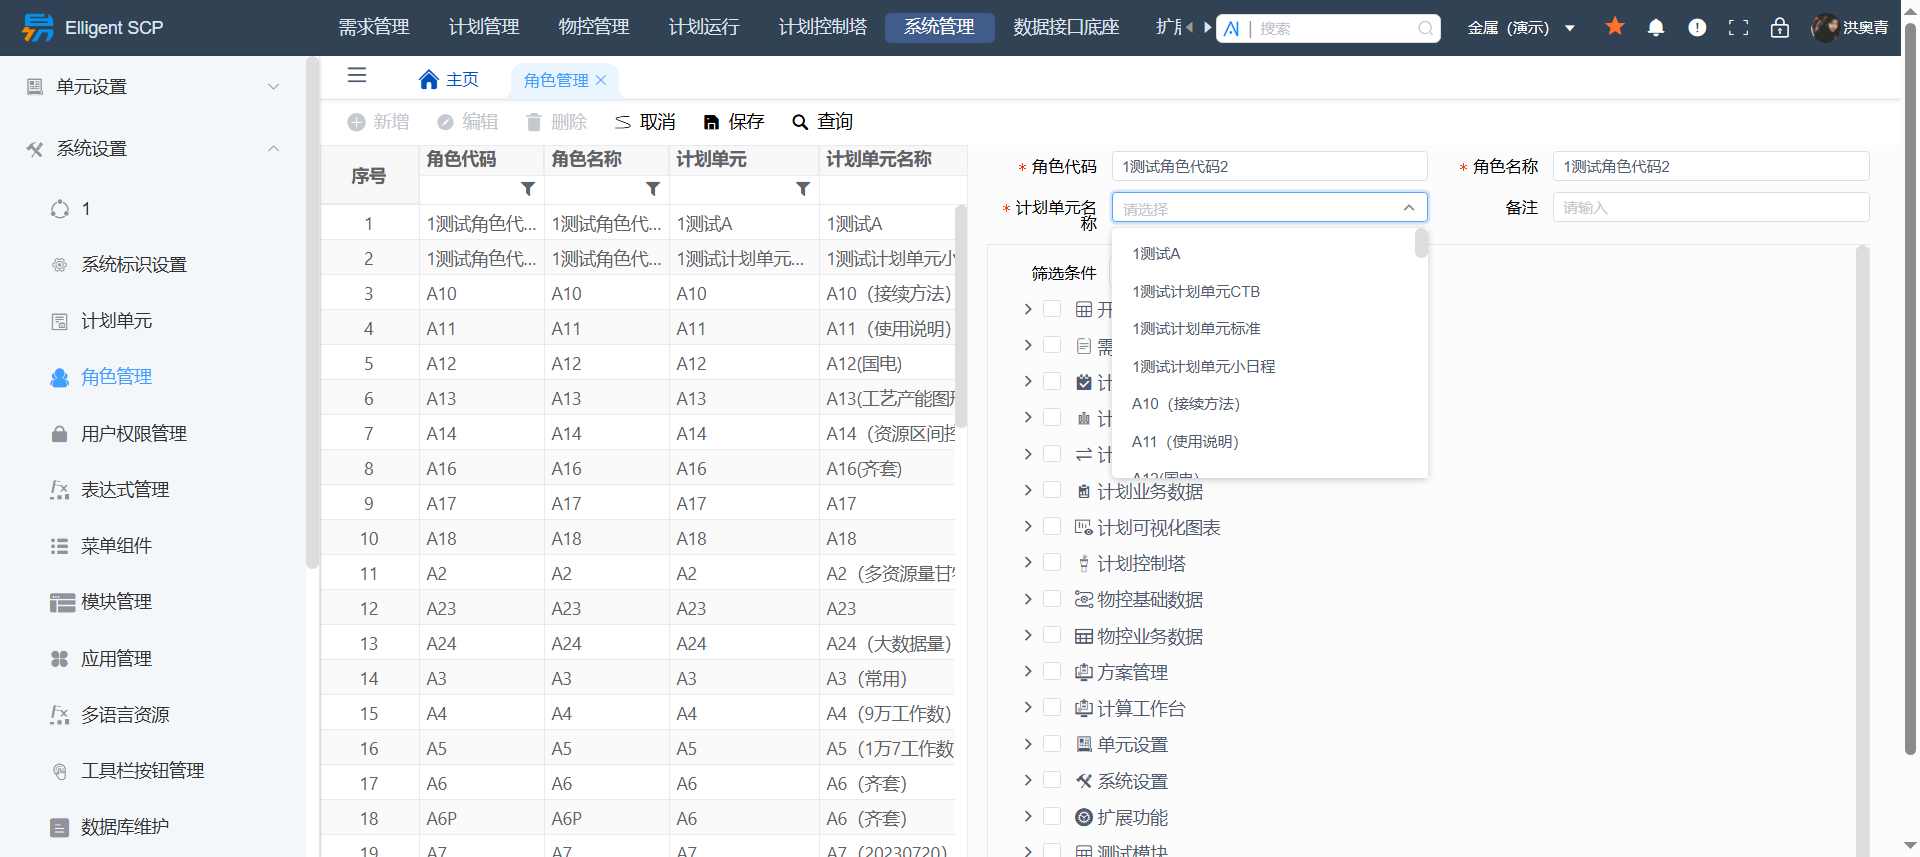 Elligent SCP
需求管理
计划管理
物控管理
计划运行
计划控制塔
系统管理
数据接口底座
扩
AI | 搜索
金属（演示）
洪奥青
单元设置
系统设置
1
系统标识设置
计划单元
角色管理
用户权限管理
表达式管理
菜单组件
模块管理
应用管理
多语言资源
工具栏按钮管理
数据库维护
主页
角色管理
新增
编辑
删除
取消
保存
查询
序号 角色代码 角色名称 计划单元 计划单元名称
1 1测试角色代... 1测试角色代... 1测试A 1测试A
2 1测试角色代... 1测试角色代... 1测试计划单元... 1测试计划单元小
3 A10 A10 A10 A10（接续方法）
4 A11 A11 A11 A11（使用说明）
5 A12 A12 A12 A12(国电)
6 A13 A13 A13 A13(工艺产能图
7 A14 A14 A14 A14（资源区间
8 A16 A16 A16 A16(齐套)
9 A17 A17 A17 A17
10 A18 A18 A18 A18
11 A2 A2 A2 A2（多资源量甘
12 A23 A23 A23 A23
13 A24 A24 A24 A24（大数据量）
14 A3 A3 A3 A3（常用）
15 A4 A4 A4 A4（9万工作数）
16 A5 A5 A5 A5（1万7工作数
17 A6 A6 A6 A6（齐套）
18 A6P A6P A6 A6（齐套）
19 A7 A7 A7 A7（20230720）
* 角色代码 1测试角色代码2
* 角色名称 1测试角色代码2
* 计划单元名称 请选择
备注 请输入
1测试A
1测试计划单元CTB
1测试计划单元标准
1测试计划单元小日程
A10（接续方法）
A11（使用说明）
A12(国电)
筛选条件
开
需
计
计
计
计划业务数据
计划可视化图表
计划控制塔
物控基础数据
物控业务数据
方案管理
计算工作台
单元设置
系统设置
扩展功能
测试模块